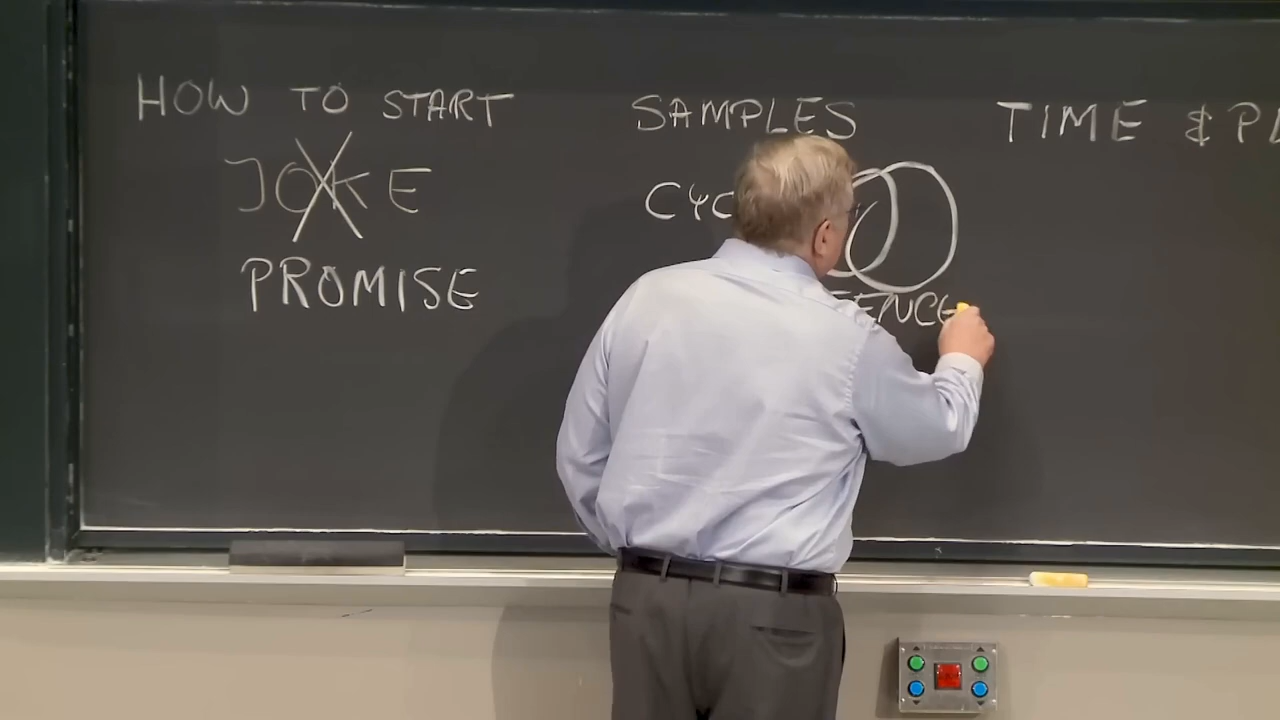 HOW TO START
JOKE
PROMISE
SAMPLES
TIME &